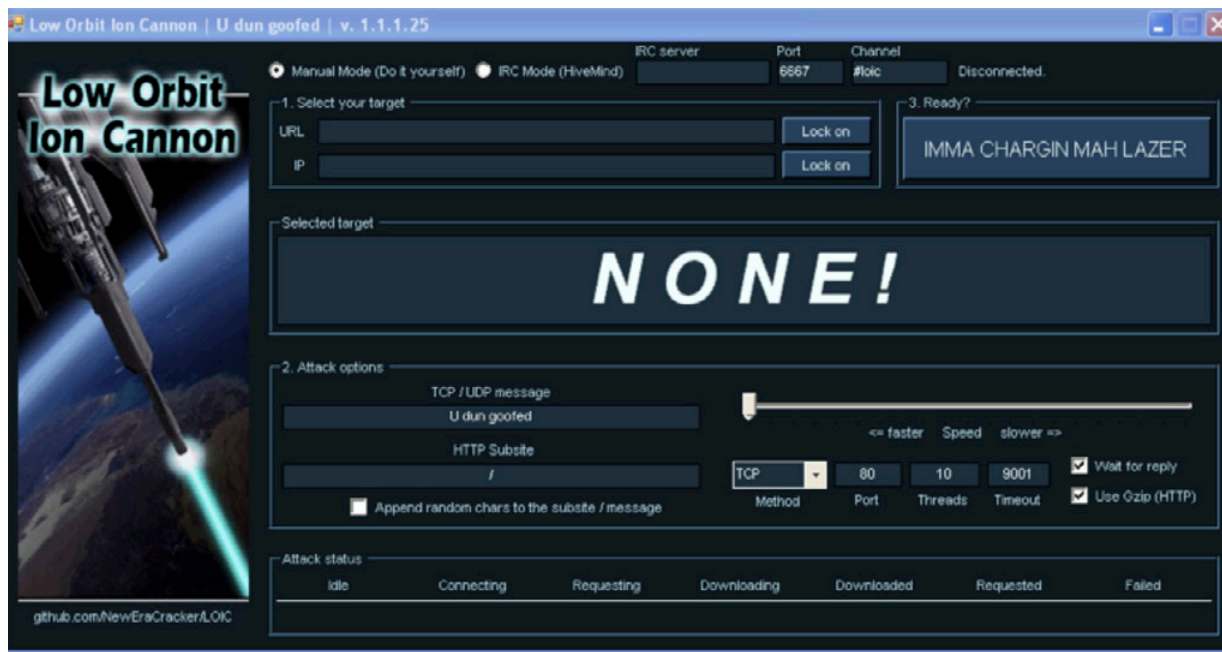 Low Orbit Ion Cannon | U dun goofed | v. 1.1.1.25
Low Orbit
Ion Cannon
Manual Mode (Do it yourself) IRC Mode (HiveMind)
IRC server Port Channel
6667 #loic Disconnected.
1. Select your target
URL Lock on
IP Lock on
3. Ready?
IMMA CHARGIN MAH LAZER
Selected target
NONE!
2. Attack options
TCP / UDP message
U dun goofed
HTTP Subsite
/
Append random chars to the subsite / message
<= faster Speed slower =>
TCP 80 10 9001
Method Port Threads Timeout
Wait for reply
Use Gzip (HTTP)
Attack status
Idle Connecting Requesting Downloading Downloaded Requested Failed
github.com/NewEraCracker/LOIC